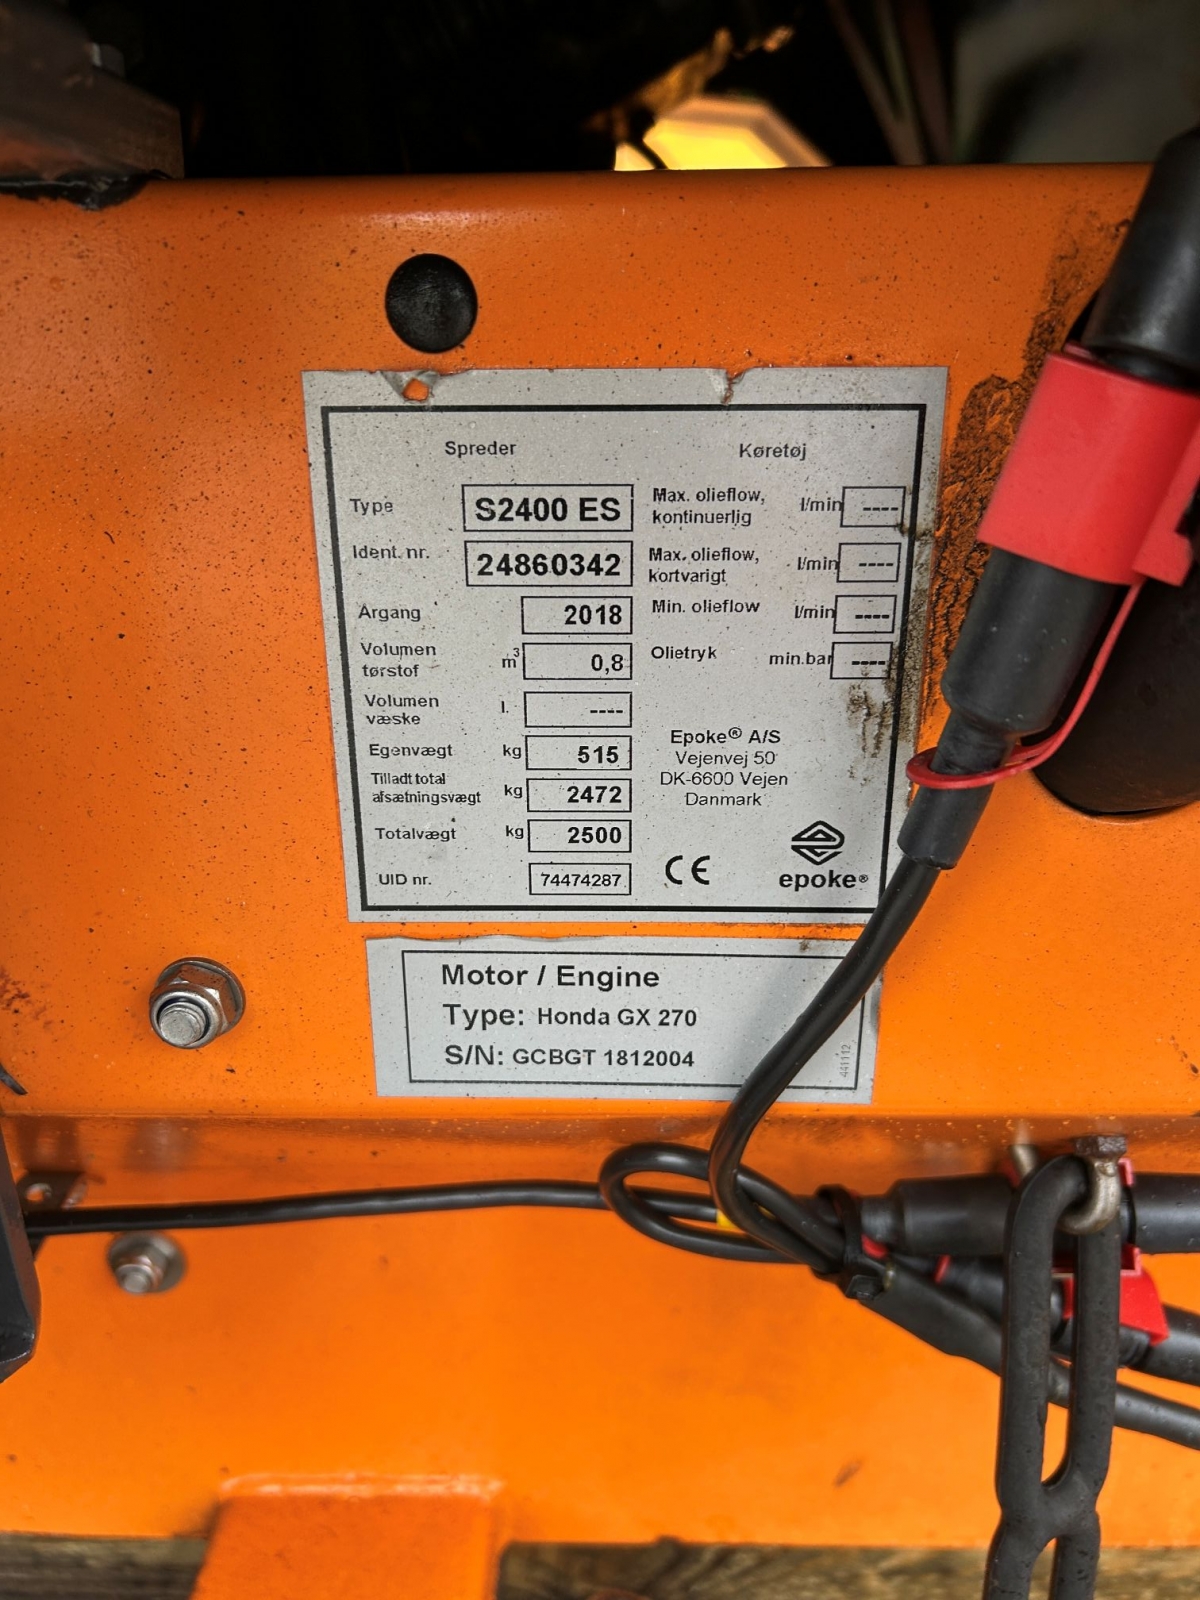 Spreder
Type S2400 ES
Ident. nr. 24860342
Årgang 2018
Volumen
tørstof m³ 0,8
Volumen
væske l. ----
Egenvægt kg 515
Tilladt total
afsætningsvægt kg 2472
Totalvægt kg 2500
UID nr. 74474287
Køretøj
Max. olieflow,
kontinuerlig l/min ----
Max. olieflow,
kortvarigt l/min ----
Min. olieflow l/min ----
Olietryk min.bar ----
Epoke® A/S
Vejenvej 50
DK-6600 Vejen
Danmark
CE
epoke®
Motor / Engine
Type: Honda GX 270
S/N: GCBGT 1812004
441112